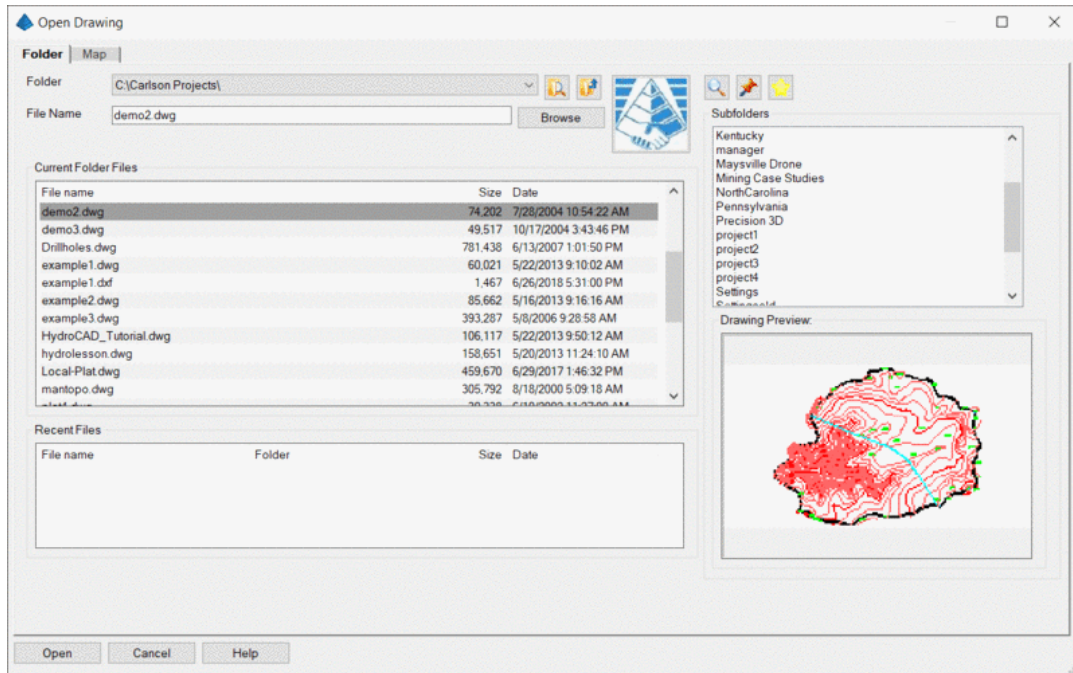 Open Drawing
Folder Map
Folder C:\Carlson Projects\
File Name demo2.dwg Browse
Current Folder Files
File name Size Date
demo2.dwg 74,202 7/28/2004 10:54:22 AM
demo3.dwg 49,517 10/17/2004 3:43:46 PM
Drillholes.dwg 781,438 6/13/2007 1:01:50 PM
example1.dwg 60,021 5/22/2013 9:10:02 AM
example1.dxf 1,467 6/26/2018 5:31:00 PM
example2.dwg 85,662 5/16/2013 9:16:16 AM
example3.dwg 393,287 5/8/2006 9:28:58 AM
HydroCAD_Tutorial.dwg 106,117 5/22/2013 9:50:12 AM
hydrolesson.dwg 158,651 5/20/2013 11:24:10 AM
Local-Plat.dwg 459,670 6/29/2017 1:46:32 PM
mantopo.dwg 305,792 8/18/2000 5:09:18 AM
Recent Files
File name Folder Size Date
Subfolders
Kentucky
manager
Maysville Drone
Mining Case Studies
NorthCarolina
Pennsylvania
Precision 3D
project1
project2
project3
project4
Settings
Drawing Preview:
Open Cancel Help